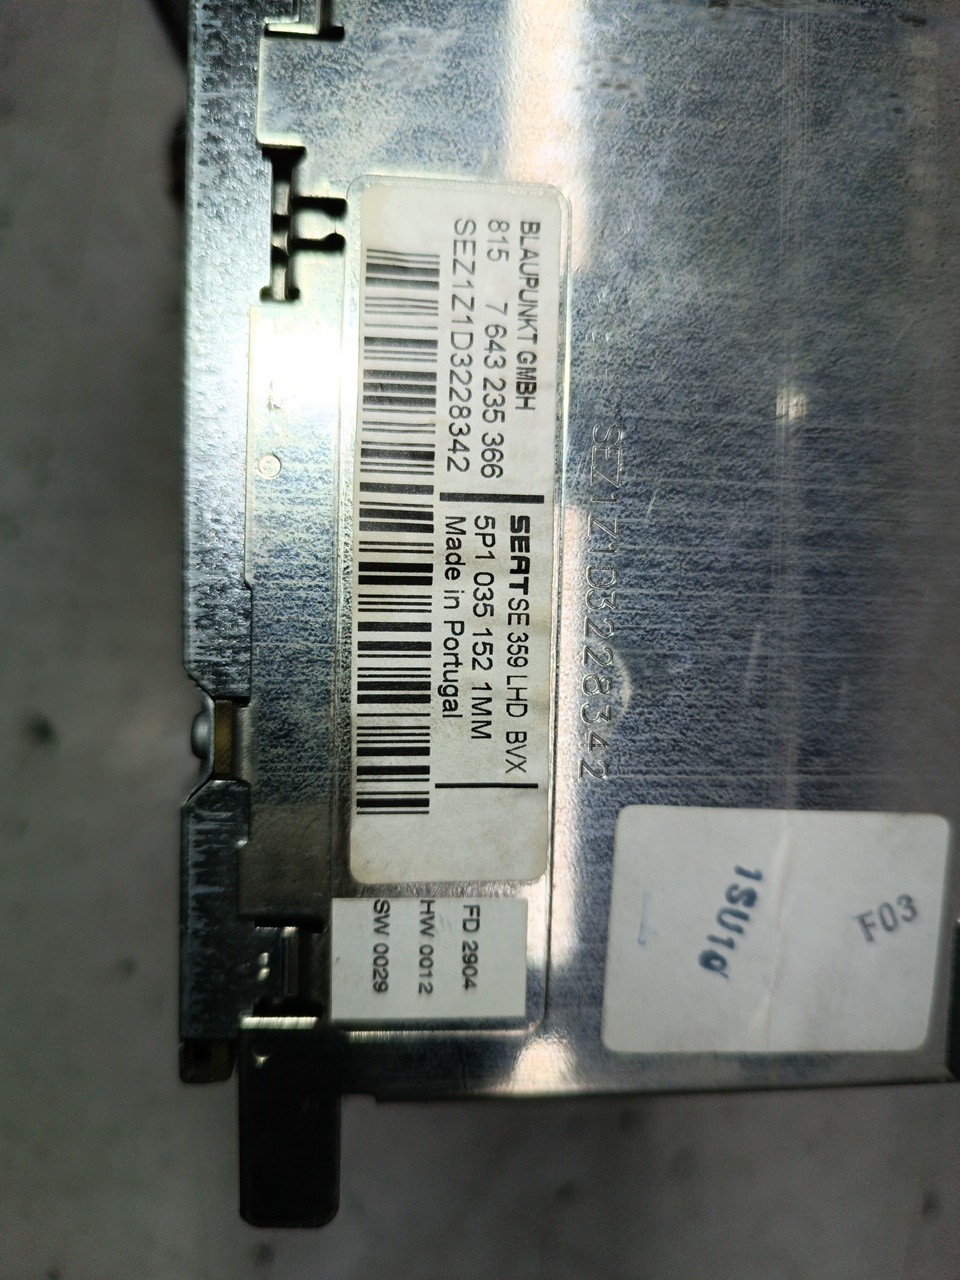 BLAUPUNKT GMBH
815 7 643 235 366
SEZ1Z1D3228342
SEAT SE 359 LHD BVX
5P1 035 152 1MM
Made in Portugal
FD 2904
HW 0012
SW 0029
SEZ1Z1D3228342
F03